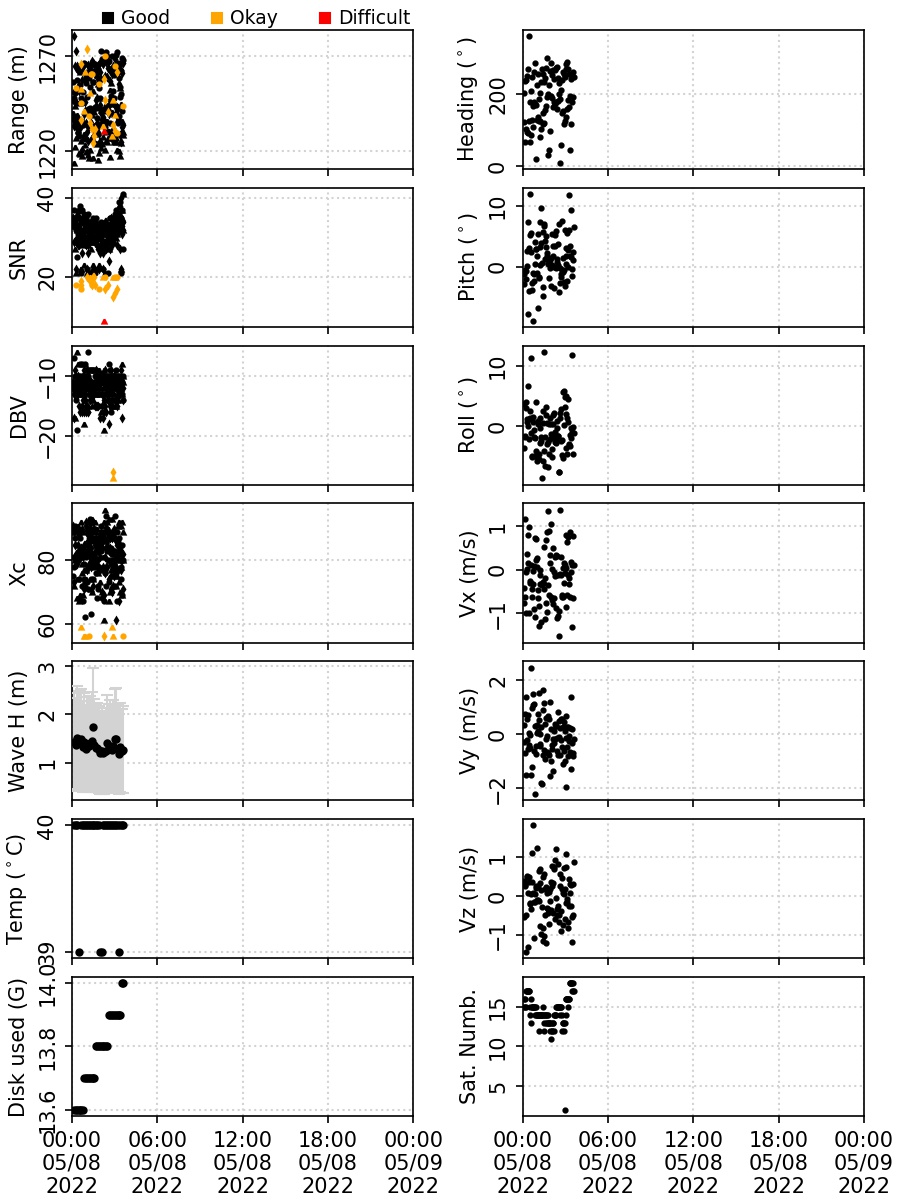 Good Okay Difficult
Range (m)
1270
1220
Heading (°)
200
0
SNR
40
20
Pitch (°)
10
0
DBV
−10
−20
Roll (°)
10
0
Xc
80
60
Vx (m/s)
1
0
−1
Wave H (m)
3
2
1
Vy (m/s)
2
0
−2
Temp (°C)
40
39
Vz (m/s)
1
0
−1
Disk used (G)
14.0
13.8
13.6
Sat. Numb.
15
10
5
00:00 06:00 12:00 18:00 00:00
05/08 05/08 05/08 05/08 05/09
2022 2022 2022 2022 2022
00:00 06:00 12:00 18:00 00:00
05/08 05/08 05/08 05/08 05/09
2022 2022 2022 2022 2022